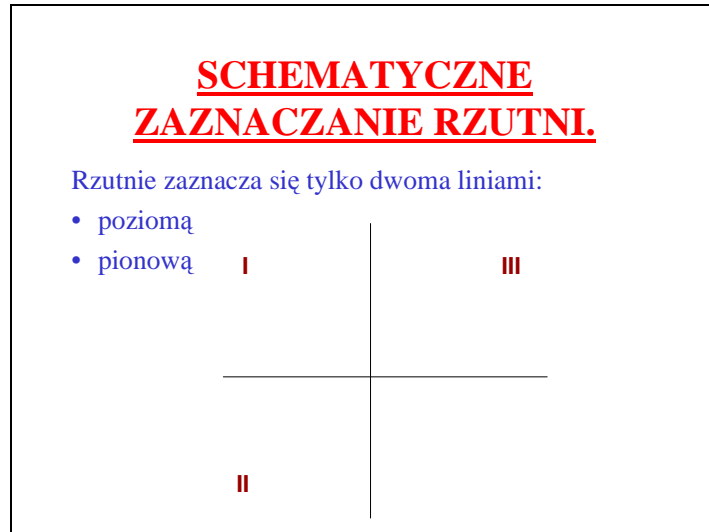 SCHEMATYCZNE
ZAZNACZANIE RZUTNI.
Rzutnie zaznacza się tylko dwoma liniami:
• poziomą
• pionową
I
III
II